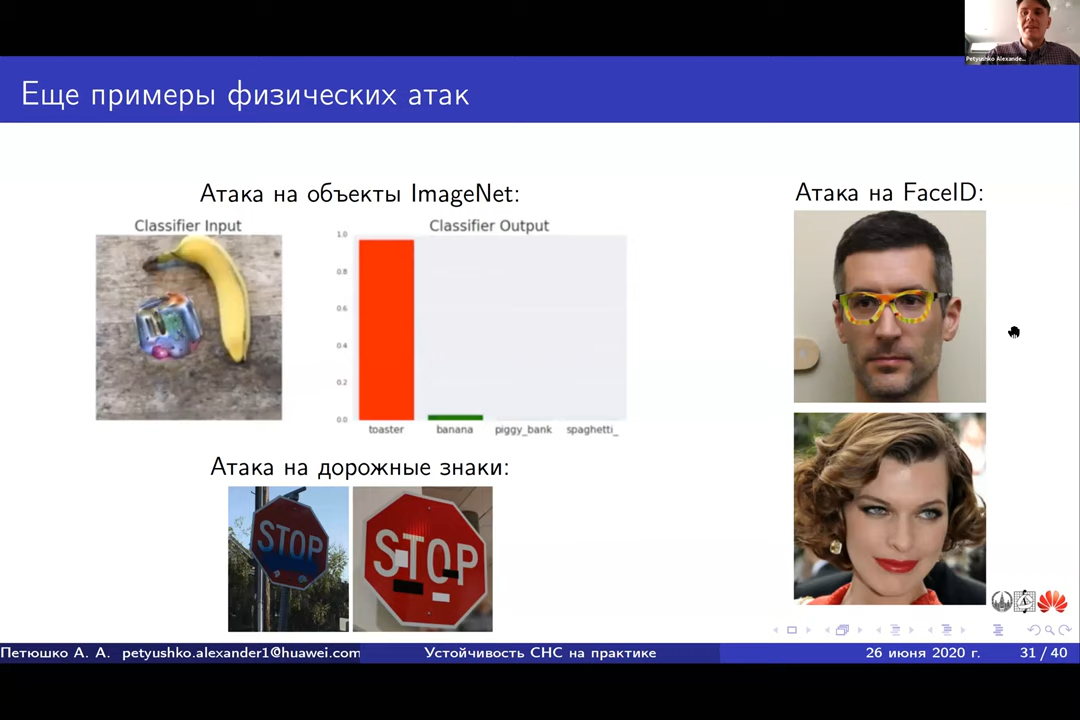 Petyushko Alexande...
Еще примеры физических атак
Атака на объекты ImageNet:
Classifier Input
Classifier Output
1.0
0.8
0.6
0.4
0.2
0.0
toaster
banana
piggy_bank
spaghetti_
Атака на дорожные знаки:
STOP
STOP
Атака на FaceID:
Петюшко А. А. petyushko.alexander1@huawei.com
Устойчивость СНС на практике
26 июня 2020 г.
31 / 40